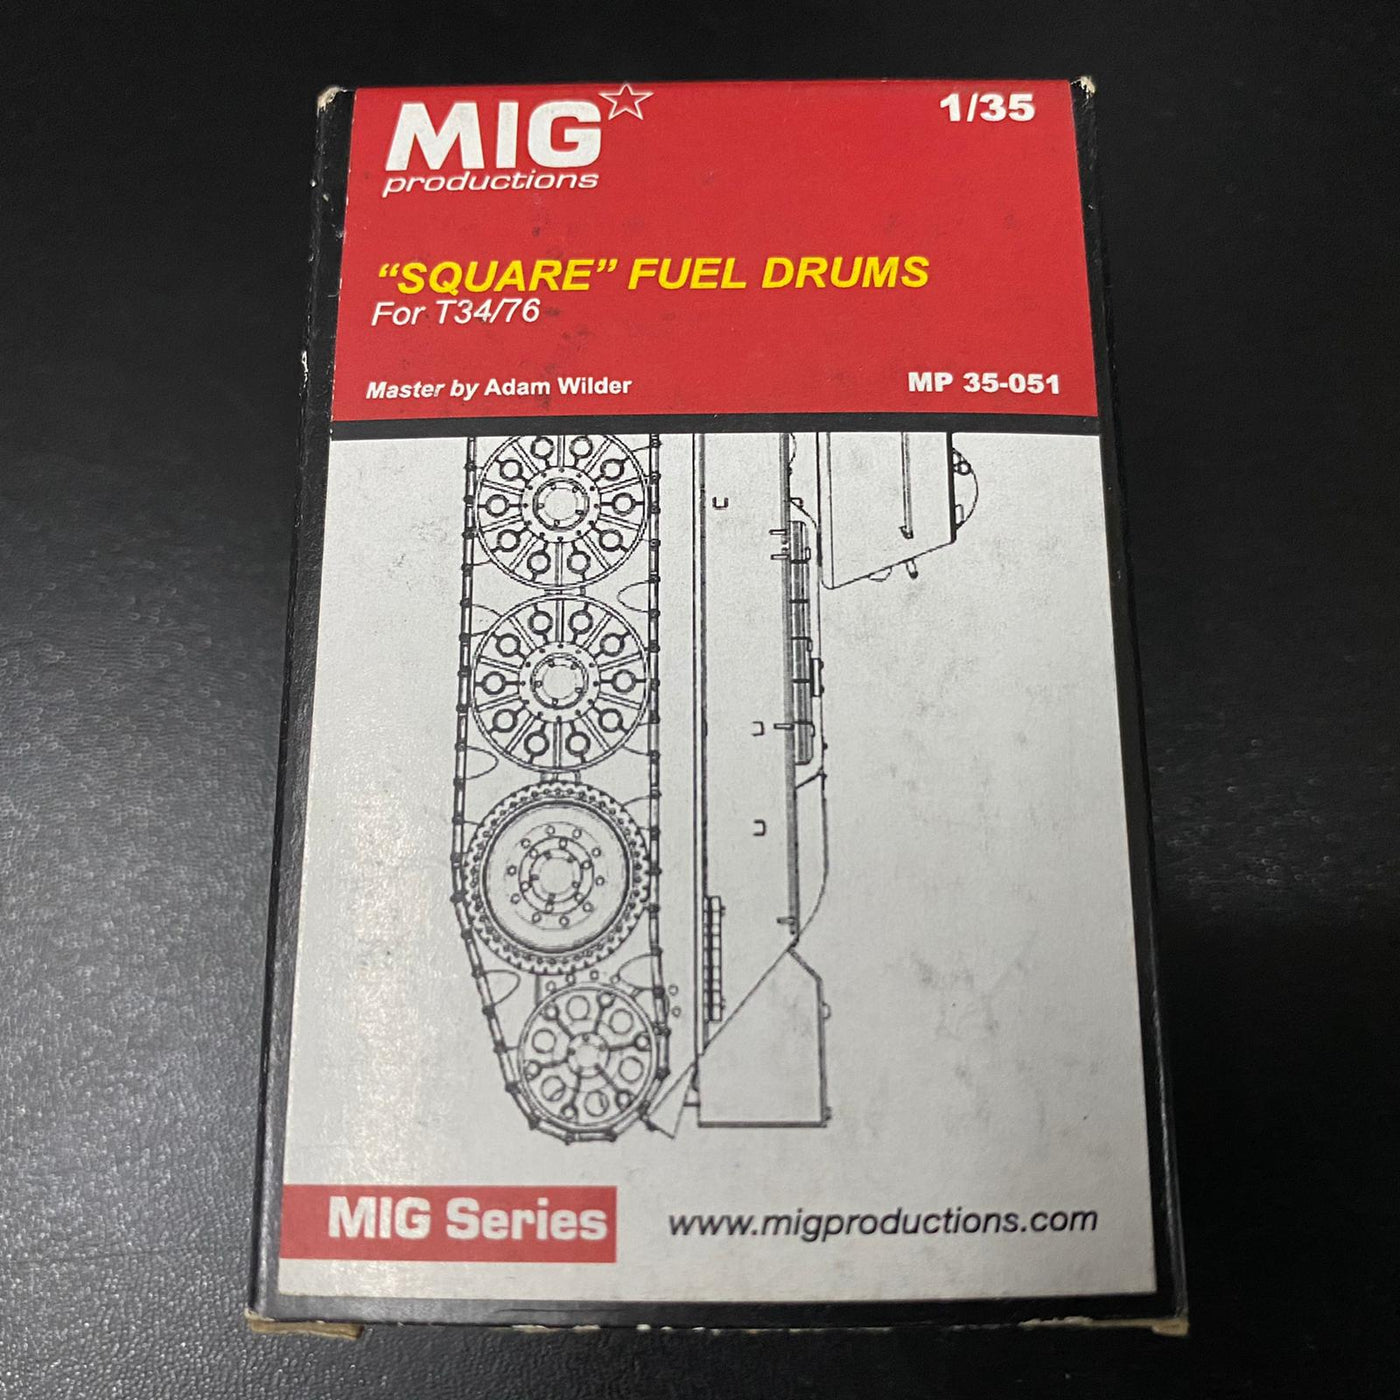 MIG
productions
1/35
“SQUARE” FUEL DRUMS
For T34/76
Master by Adam Wilder
MP 35-051
MIG Series
www.migproductions.com